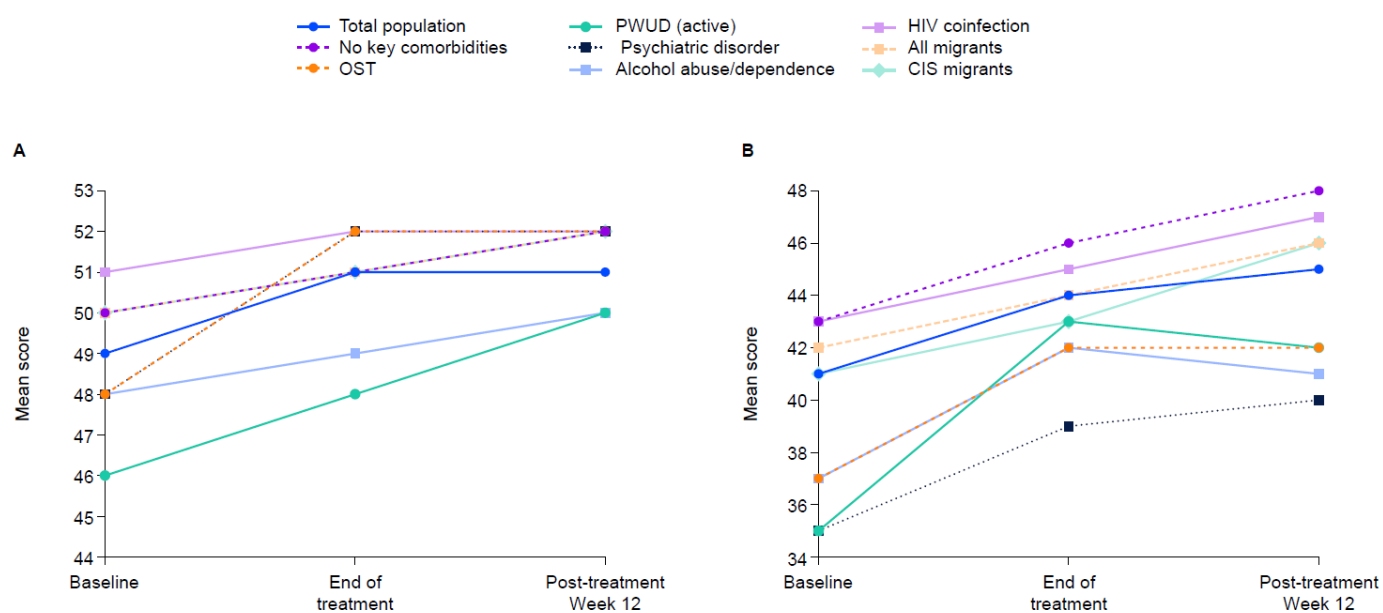 Total population
No key comorbidities
OST
PWUD (active)
Psychiatric disorder
Alcohol abuse/dependence
HIV coinfection
All migrants
CIS migrants
A
Mean score
53
52
51
50
49
48
47
46
45
44
Baseline
End of
treatment
Post-treatment
Week 12
B
Mean score
48
46
44
42
40
38
36
34
Baseline
End of
treatment
Post-treatment
Week 12